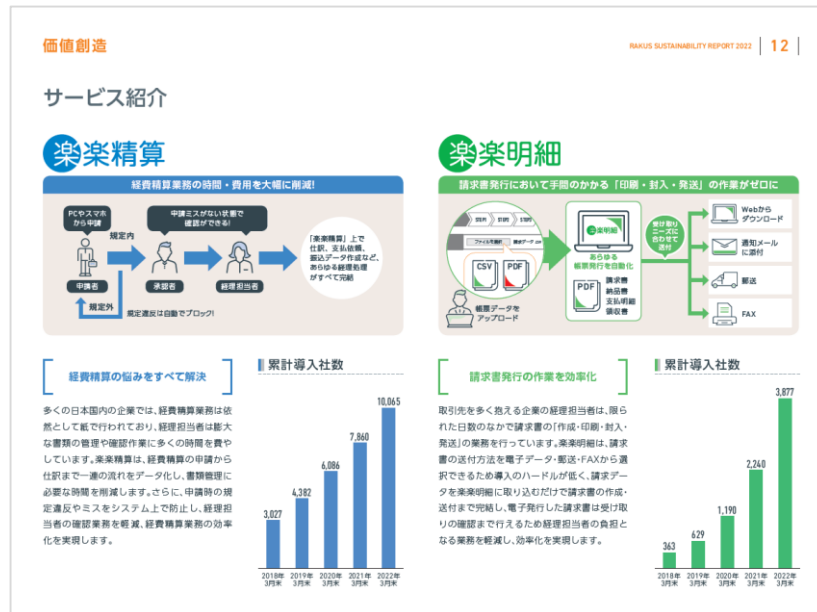 価値創造
RAKUS SUSTAINABILITY REPORT 2022
12
サービス紹介
楽楽精算
経費精算業務の時間・費用を大幅に削減!
PCやスマホ
から申請
規定内
申請ミスがない状態で
確認ができる!
申請者
承認者
経理担当者
「楽楽精算」上で
仕訳、支払依頼、
振込データ作成など、
あらゆる経理処理
がすべて完結
規定外
規定違反は自動でブロック!
経費精算の悩みをすべて解決
多くの日本国内の企業では、経費精算業務は依
然として紙で行われており、経理担当者は膨大
な書類の管理や確認作業に多くの時間を費や
しています。楽楽精算は、経費精算の申請から
仕訳まで一連の流れをデータ化し、書類管理に
必要な時間を削減します。さらに、申請時の規
定違反やミスをシステム上で防止し、経理担
当者の確認業務を軽減、経費精算業務の効率
化を実現します。
累計導入社数
3,027
4,382
6,086
7,860
10,065
2018年
3月末
2019年
3月末
2020年
3月末
2021年
3月末
2022年
3月末
楽楽明細
請求書発行において手間のかかる「印刷・封入・発送」の作業がゼロに
STEP1
STEP2
STEP3
ファイルを選択
請求データ.csv
CSV
PDF
帳票データを
アップロード
楽楽明細
あらゆる
帳票発行を自動化
PDF
請求書
納品書
支払明細
領収書
受け取り
ニーズに
合わせて
送付
Webから
ダウンロード
通知メール
に添付
郵送
FAX
請求書発行の作業を効率化
取引先を多く抱える企業の経理担当者は、限ら
れた日数のなかで請求書の「作成・印刷・封入・
発送」の業務を行っています。楽楽明細は、請求
書の送付方法を電子データ・郵送・FAXから選
択できるため導入のハードルが低く、請求デー
タを楽楽明細に取り込むだけで請求書の作成・
送付まで完結し、電子発行した請求書は受け取
りの確認まで行えるため経理担当者の負担と
なる業務を軽減し、効率化を実現します。
累計導入社数
363
629
1,190
2,240
3,877
2018年
3月末
2019年
3月末
2020年
3月末
2021年
3月末
2022年
3月末